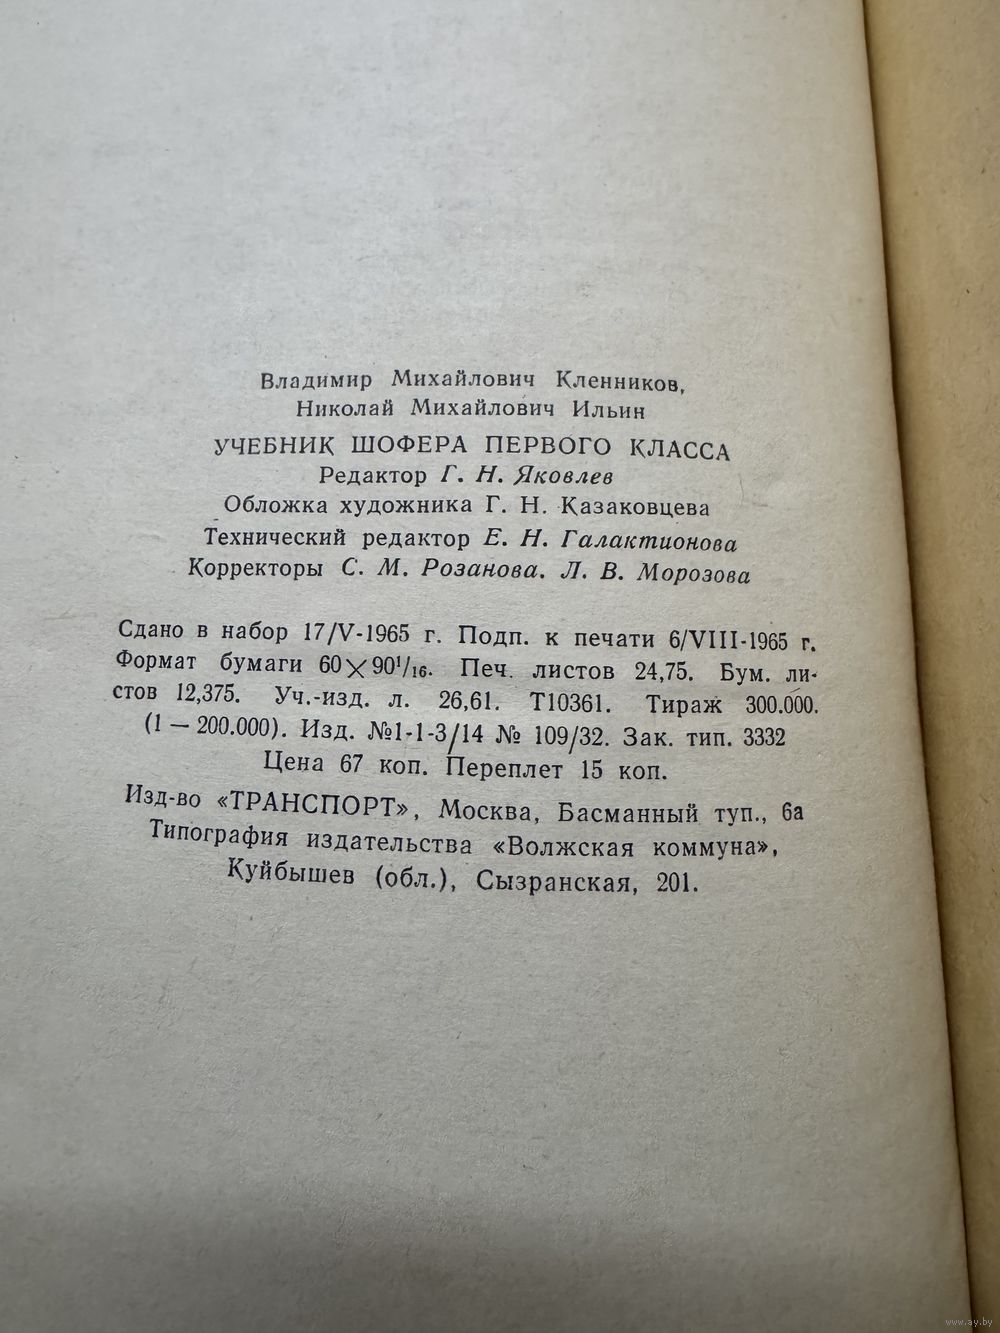 Владимир Михайлович Кленников,
Николай Михайлович Ильин
УЧЕБНИК ШОФЕРА ПЕРВОГО КЛАССА
Редактор Г. Н. Яковлев
Обложка художника Г. Н. Казаковцева
Технический редактор Е. Н. Галактионова
Корректоры С. М. Розанова. Л. В. Морозова
Сдано в набор 17/V-1965 г. Подп. к печати 6/VIII-1965 г.
Формат бумаги 60×90¹/₁₆. Печ. листов 24,75. Бум. ли-
стов 12,375. Уч.-изд. л. 26,61. Т10361. Тираж 300.000.
(1 — 200.000). Изд. №1-1-3/14 № 109/32. Зак. тип. 3332
Цена 67 коп. Переплет 15 коп.
Изд-во «ТРАНСПОРТ», Москва, Басманный туп., 6а
Типография издательства «Волжская коммуна»,
Куйбышев (обл.), Сызранская, 201.
www.ay.by